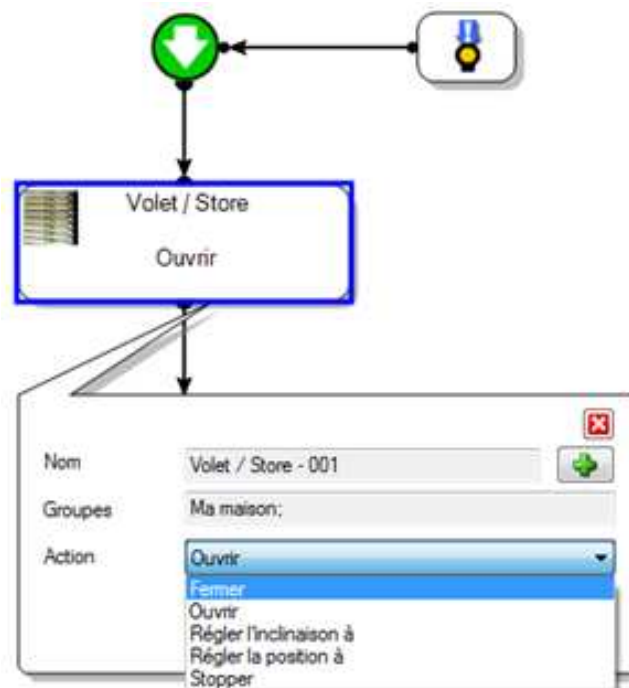 Volet / Store
Ouvrir
Nom Volet / Store - 001
Groupes Ma maison;
Action Ouvrir
Fermer
Ouvrir
Régler l'inclinaison à
Régler la position à
Stopper